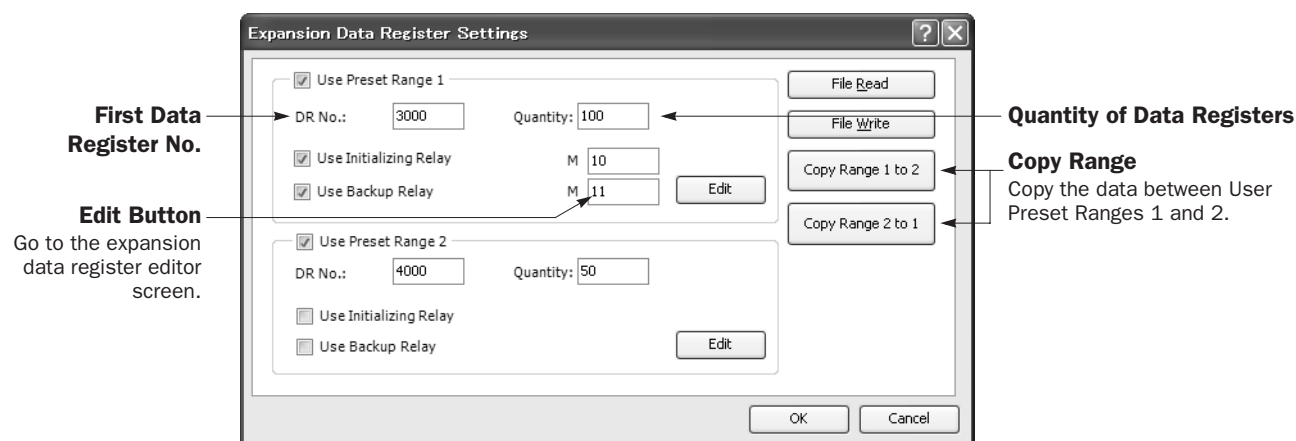 Expansion Data Register Settings
Use Preset Range 1
DR No.: 3000 Quantity: 100
Use Initializing Relay M 10
Use Backup Relay M 11 Edit
Use Preset Range 2
DR No.: 4000 Quantity: 50
Use Initializing Relay
Use Backup Relay Edit
File Read
File Write
Copy Range 1 to 2
Copy Range 2 to 1
OK Cancel
First Data
Register No.
Edit Button
Go to the expansion
data register editor
screen.
Quantity of Data Registers
Copy Range
Copy the data between User
Preset Ranges 1 and 2.